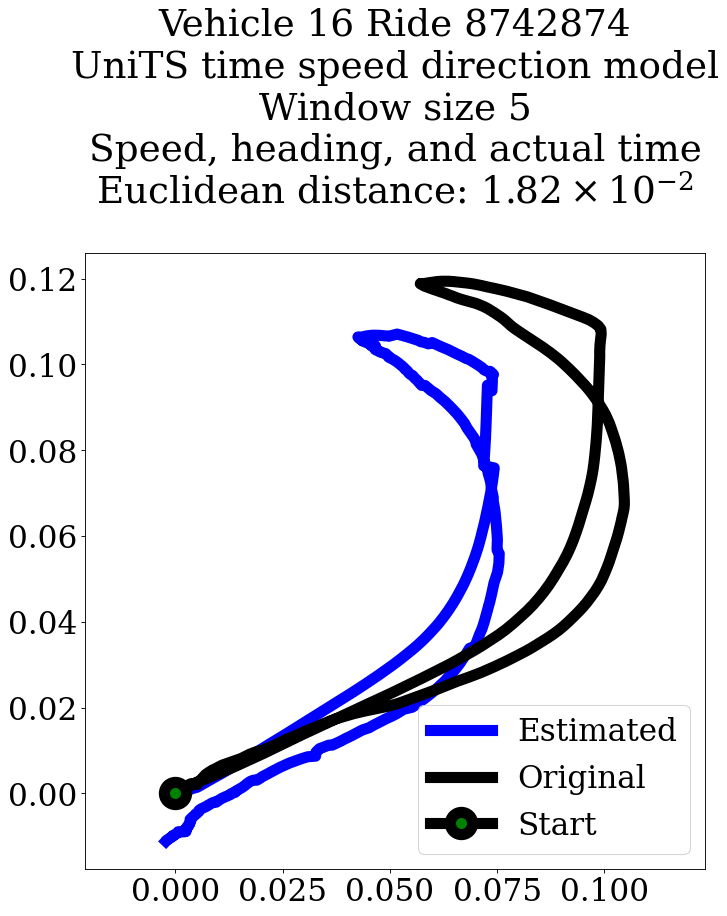 Vehicle 16 Ride 8742874
UniTS time speed direction model
Window size 5
Speed, heading, and actual time
Euclidean distance: 1.82 × 10⁻²
0.12
0.10
0.08
0.06
0.04
0.02
0.00
Estimated
Original
Start
0.000 0.025 0.050 0.075 0.100